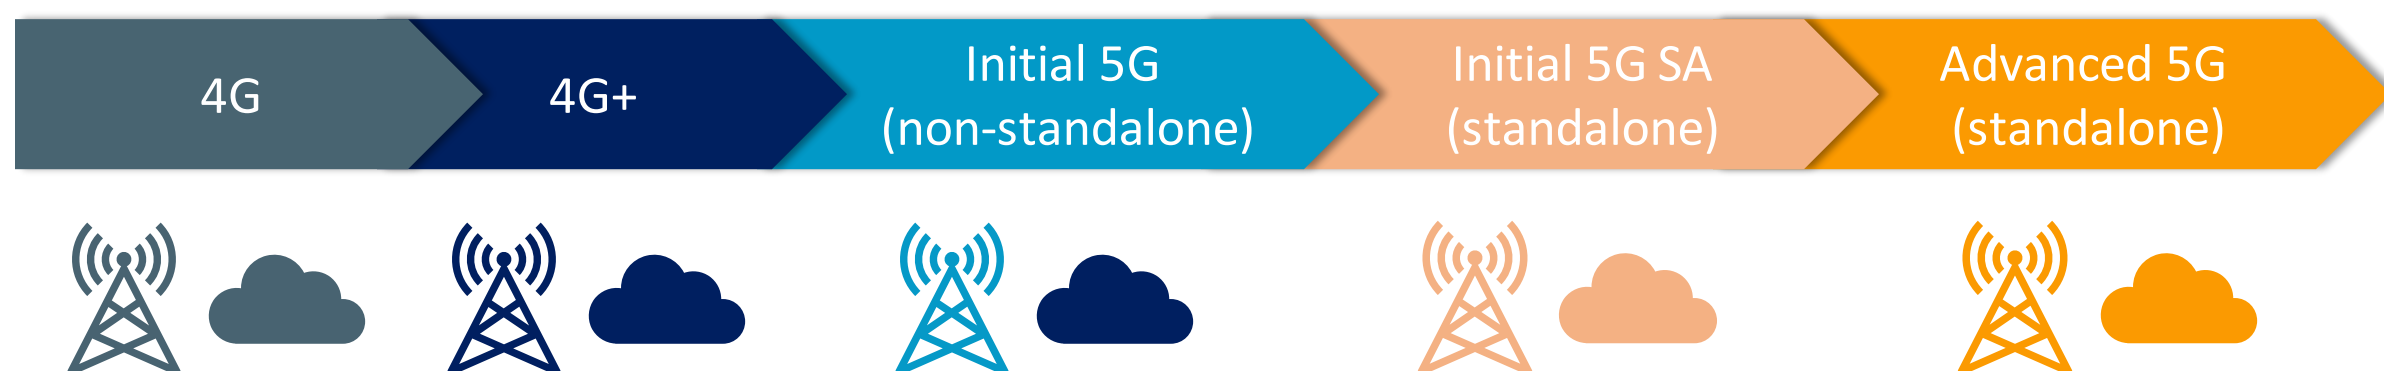 4G
4G+
Initial 5G
(non-standalone)
Initial 5G SA
(standalone)
Advanced 5G
(standalone)